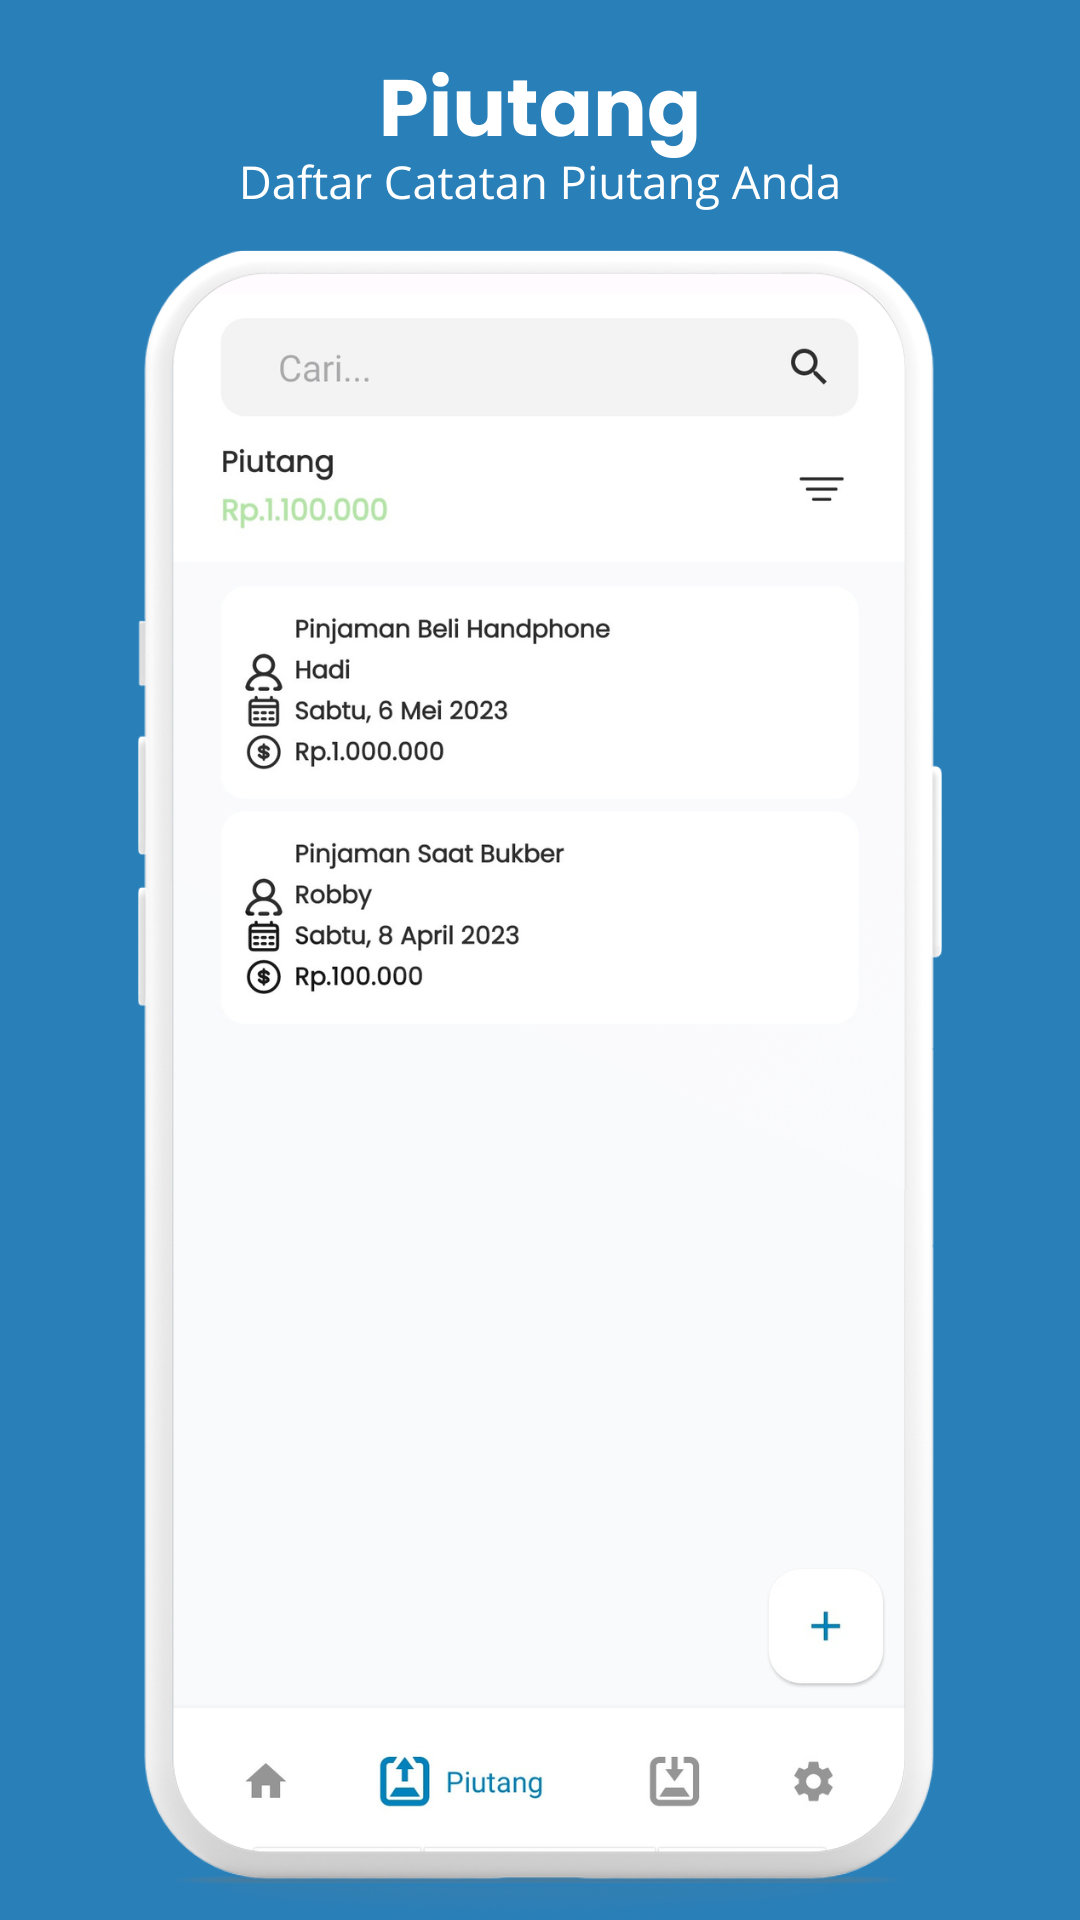 Piutang
Daftar Catatan Piutang Anda
Cari...
Piutang
Rp.1.100.000
Pinjaman Beli Handphone
Hadi
Sabtu, 6 Mei 2023
Rp.1.000.000
Pinjaman Saat Bukber
Robby
Sabtu, 8 April 2023
Rp.100.000
Piutang